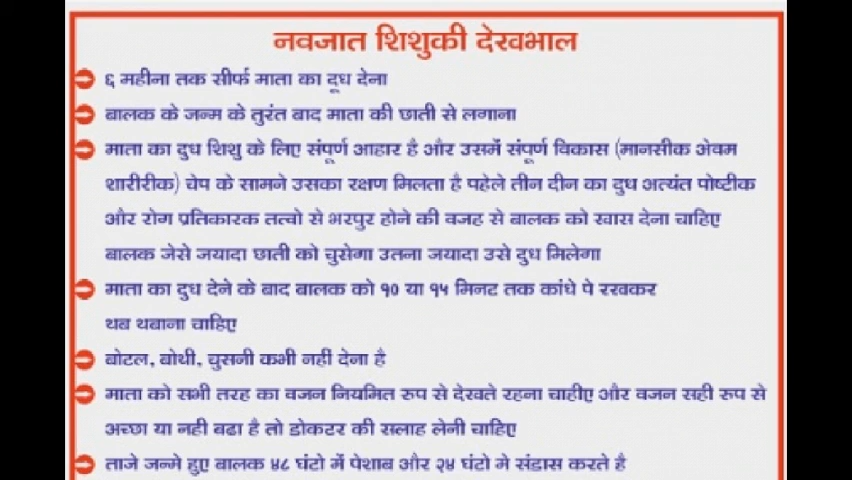 नवजात शिशुकी देखभाल
६ महीना तक सीर्फ माता का दूध देना
बालक के जन्म के तुरंत बाद माता की छाती से लगाना
माता का दुध शिशु के लिए संपूर्ण आहार है और उसमें संपूर्ण विकास (मानसीक अेवम
शारीरीक) चेप के सामने उसका रक्षण मिलता है पहेले तीन दीन का दुध अत्यंत पोष्टीक
और रोग प्रतिकारक तत्वो से भरपुर होने की वजह से बालक को खास देना चाहिए
बालक जेसे जयादा छाती को चुसेगा उतना जयादा उसे दुध मिलेगा
माता का दुध देने के बाद बालक को १० या १५ मिनट तक कांधे पे रखकर
थब थबाना चाहिए
बोटल, बोथी, चुसनी कभी नहीं देना है
माता को सभी तरह का वजन नियमित रुप से देखते रहना चाहीए और वजन सही रुप से
अच्छा या नही बढा है तो डोकटर की सलाह लेनी चाहिए
ताजे जन्मे हुए बालक ४८ घंटो में पेशाब और २४ घंटो मे संडास करते है